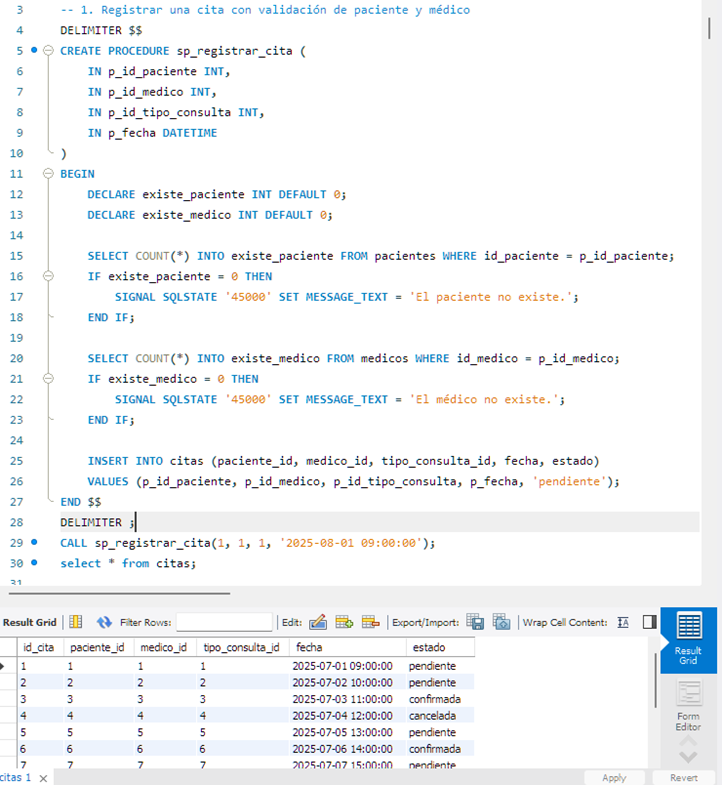 3 -- 1. Registrar una cita con validación de paciente y médico
4 DELIMITER $$
5 CREATE PROCEDURE sp_registrar_cita (
6 IN p_id_paciente INT,
7 IN p_id_medico INT,
8 IN p_id_tipo_consulta INT,
9 IN p_fecha DATETIME
10 )
11 BEGIN
12 DECLARE existe_paciente INT DEFAULT 0;
13 DECLARE existe_medico INT DEFAULT 0;
14
15 SELECT COUNT(*) INTO existe_paciente FROM pacientes WHERE id_paciente = p_id_paciente;
16 IF existe_paciente = 0 THEN
17 SIGNAL SQLSTATE '45000' SET MESSAGE_TEXT = 'El paciente no existe.';
18 END IF;
19
20 SELECT COUNT(*) INTO existe_medico FROM medicos WHERE id_medico = p_id_medico;
21 IF existe_medico = 0 THEN
22 SIGNAL SQLSTATE '45000' SET MESSAGE_TEXT = 'El médico no existe.';
23 END IF;
24
25 INSERT INTO citas (paciente_id, medico_id, tipo_consulta_id, fecha, estado)
26 VALUES (p_id_paciente, p_id_medico, p_id_tipo_consulta, p_fecha, 'pendiente');
27 END $$
28 DELIMITER ;
29 CALL sp_registrar_cita(1, 1, 1, '2025-08-01 09:00:00');
30 select * from citas;
31
Result Grid Filter Rows: Edit: Export/Import: Wrap Cell Content: IA
id_cita paciente_id medico_id tipo_consulta_id fecha estado
1 1 1 1 2025-07-01 09:00:00 pendiente
2 2 2 2 2025-07-02 10:00:00 pendiente
3 3 3 3 2025-07-03 11:00:00 confirmada
4 4 4 4 2025-07-04 12:00:00 cancelada
5 5 5 5 2025-07-05 13:00:00 pendiente
6 6 6 6 2025-07-06 14:00:00 confirmada
7 7 7 7 2025-07-07 15:00:00 pendiente
Result
Grid
Form
Editor
citas 1 Apply Revert